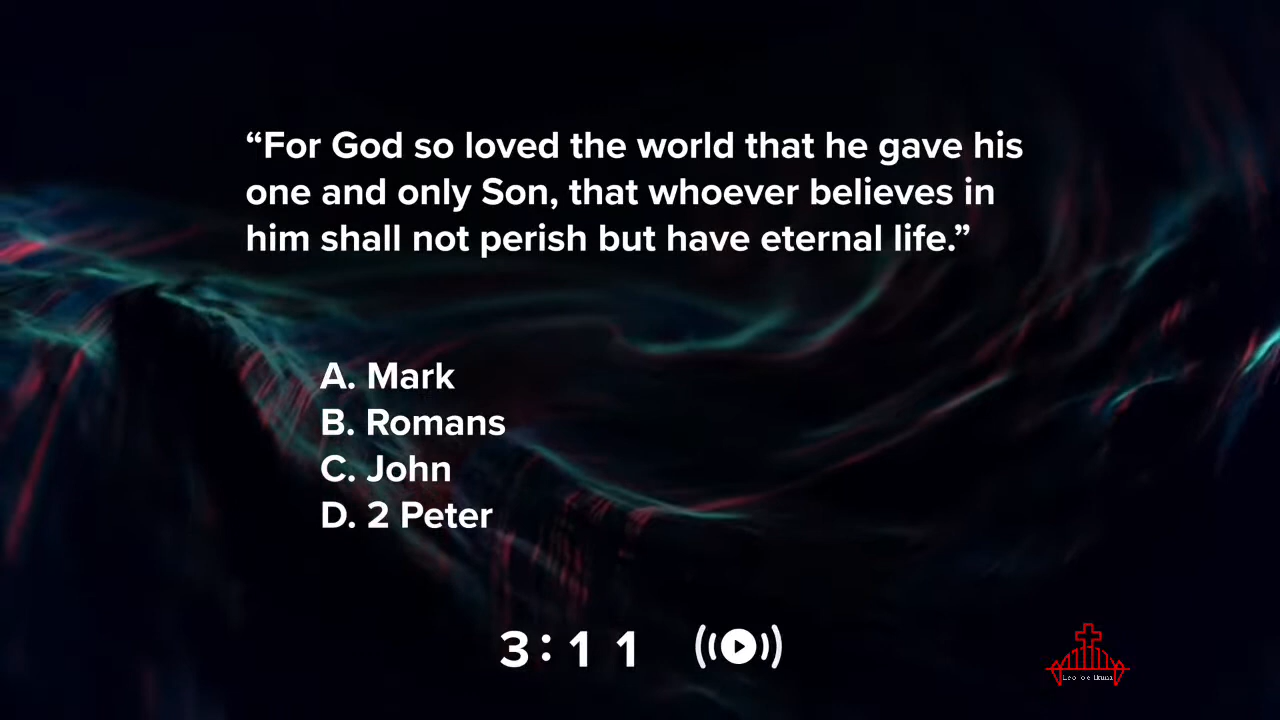 “For God so loved the world that he gave his
one and only Son, that whoever believes in
him shall not perish but have eternal life.”
A. Mark
B. Romans
C. John
D. 2 Peter
3:11